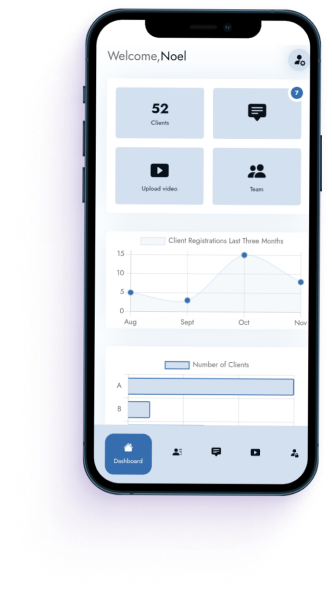 Welcome,Noel
7
52
Clients
Upload video
Team
Client Registrations Last Three Months
15
10
5
0
Aug Sept Oct Nov
Number of Clients
A
B
Dashboard